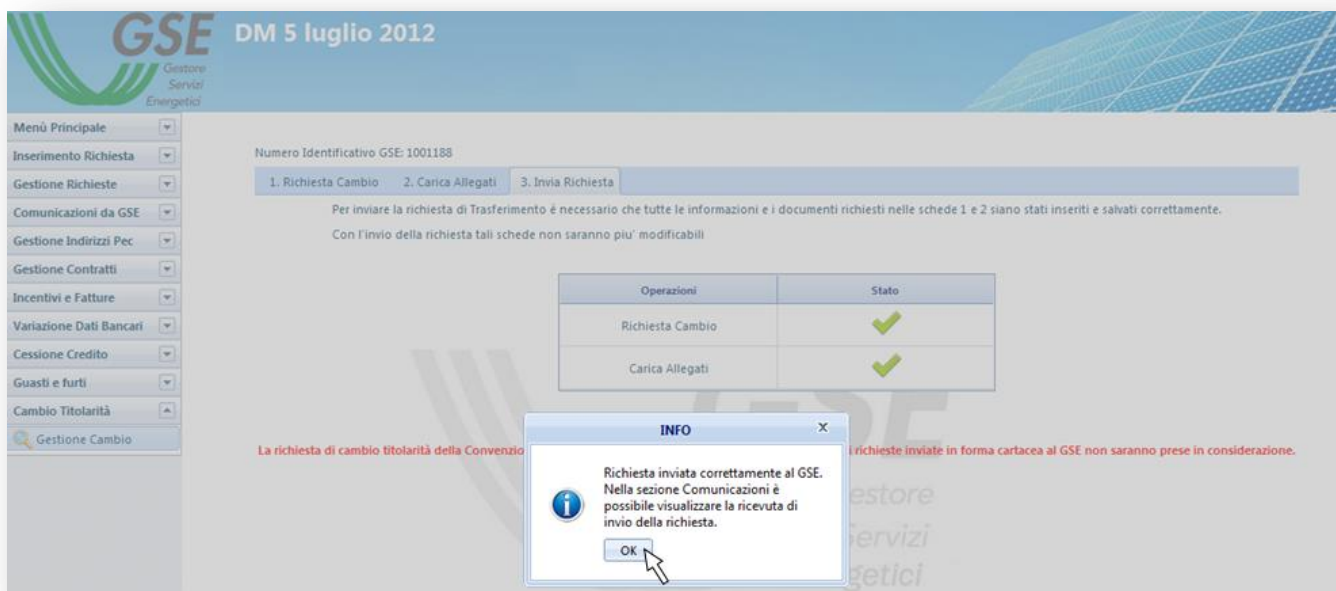 GSE
Gestore
Servizi
Energetici
DM 5 luglio 2012
Menù Principale
Inserimento Richiesta
Gestione Richieste
Comunicazioni da GSE
Gestione Indirizzi Pec
Gestione Contratti
Incentivi e Fatture
Variazione Dati Bancari
Cessione Credito
Guasti e furti
Cambio Titolarità
Gestione Cambio
Numero Identificativo GSE: 1001188
1. Richiesta Cambio 2. Carica Allegati 3. Invia Richiesta
Per inviare la richiesta di Trasferimento è necessario che tutte le informazioni e i documenti richiesti nelle schede 1 e 2 siano stati inseriti e salvati correttamente.
Con l'invio della richiesta tali schede non saranno piu' modificabili
Operazioni Stato
Richiesta Cambio
Carica Allegati
La richiesta di cambio titolarità della Convenzio i richieste inviate in forma cartacea al GSE non saranno prese in considerazione.
INFO X
Richiesta inviata correttamente al GSE.
Nella sezione Comunicazioni è
possibile visualizzare la ricevuta di
invio della richiesta.
OK
GSE
estore
Servizi
getici